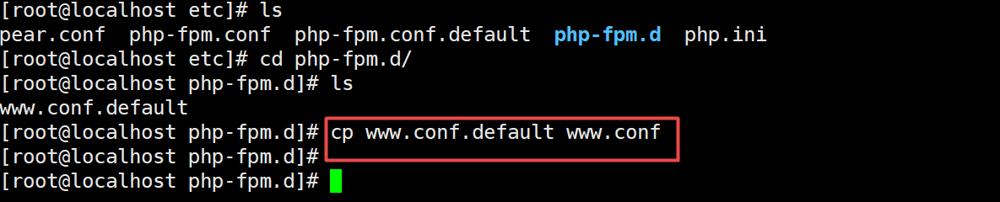 [root@localhost etc]# ls
pear.conf  php-fpm.conf  php-fpm.conf.default  php-fpm.d  php.ini
[root@localhost etc]# cd php-fpm.d/
[root@localhost php-fpm.d]# ls
www.conf.default
[root@localhost php-fpm.d]# cp www.conf.default www.conf
[root@localhost php-fpm.d]#
[root@localhost php-fpm.d]#